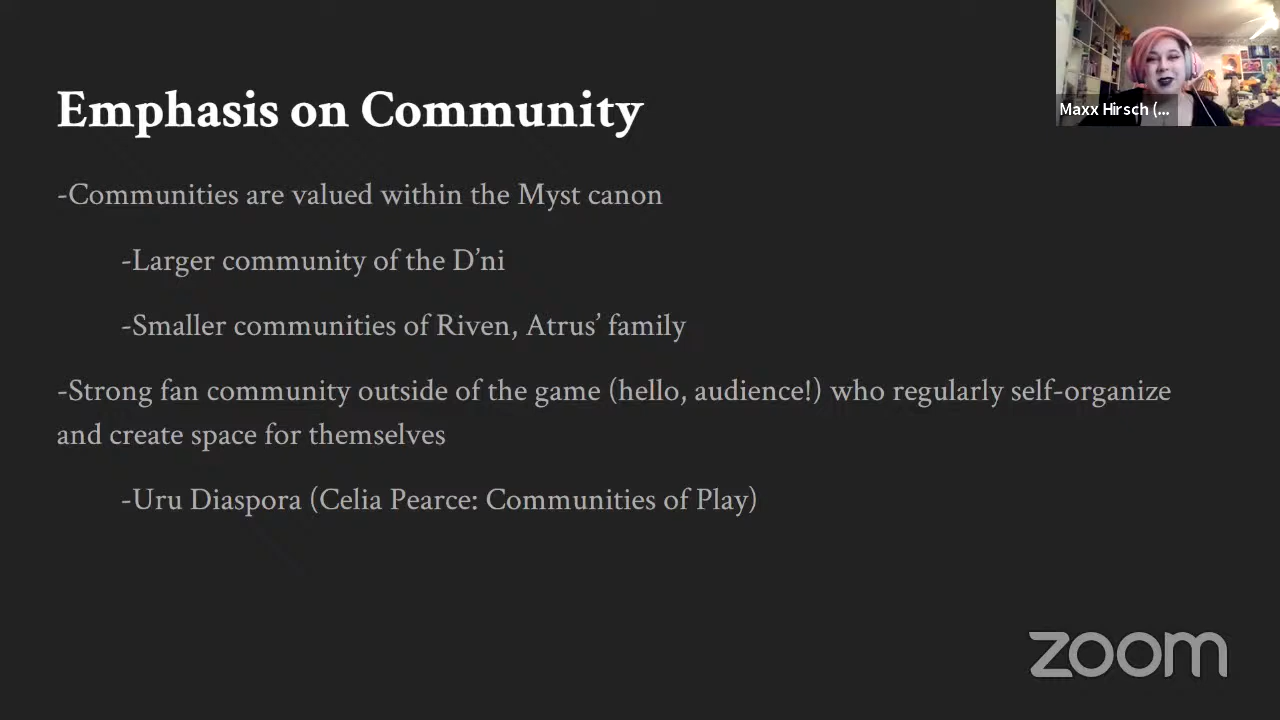 Emphasis on Community
Maxx Hirsch (...
-Communities are valued within the Myst canon
-Larger community of the D’ni
-Smaller communities of Riven, Atrus’ family
-Strong fan community outside of the game (hello, audience!) who regularly self-organize
and create space for themselves
-Uru Diaspora (Celia Pearce: Communities of Play)
zoom